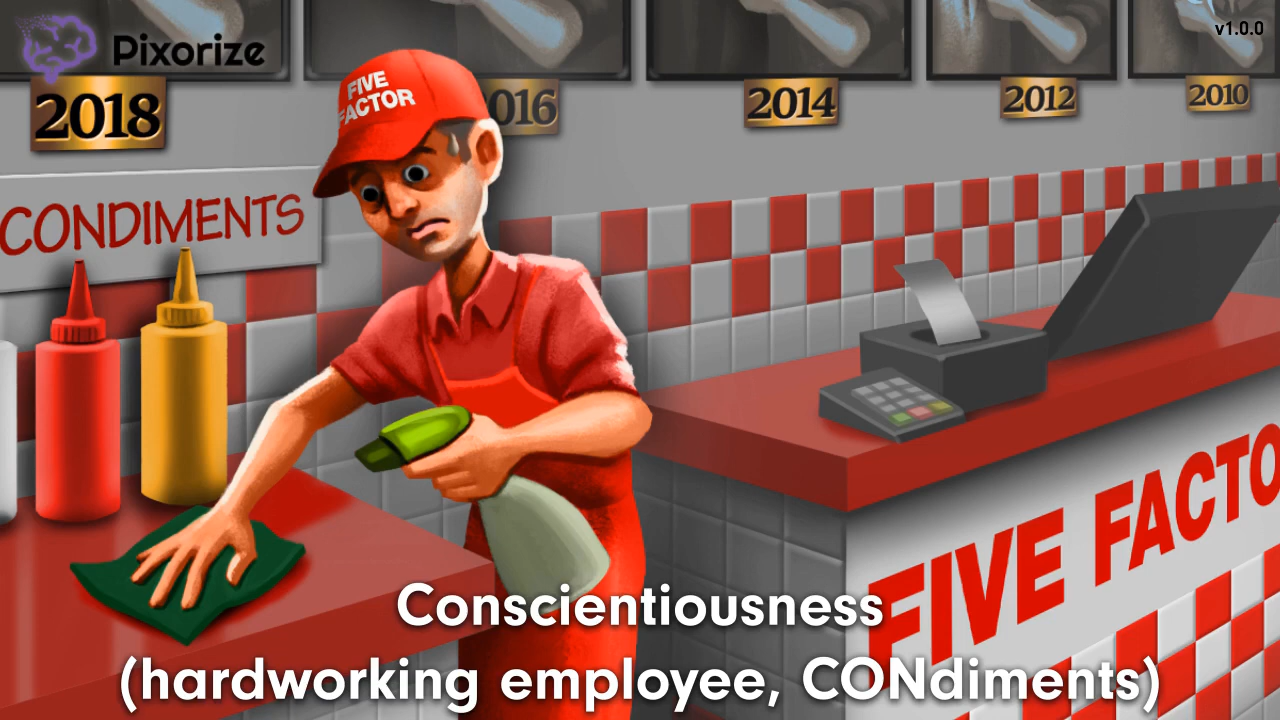 Pixorize
v1.0.0
2018
016
2014
2012
2010
FIVE
FACTOR
CONDIMENTS
FIVE FACTO
Conscientiousness
(hardworking employee, CONdiments)